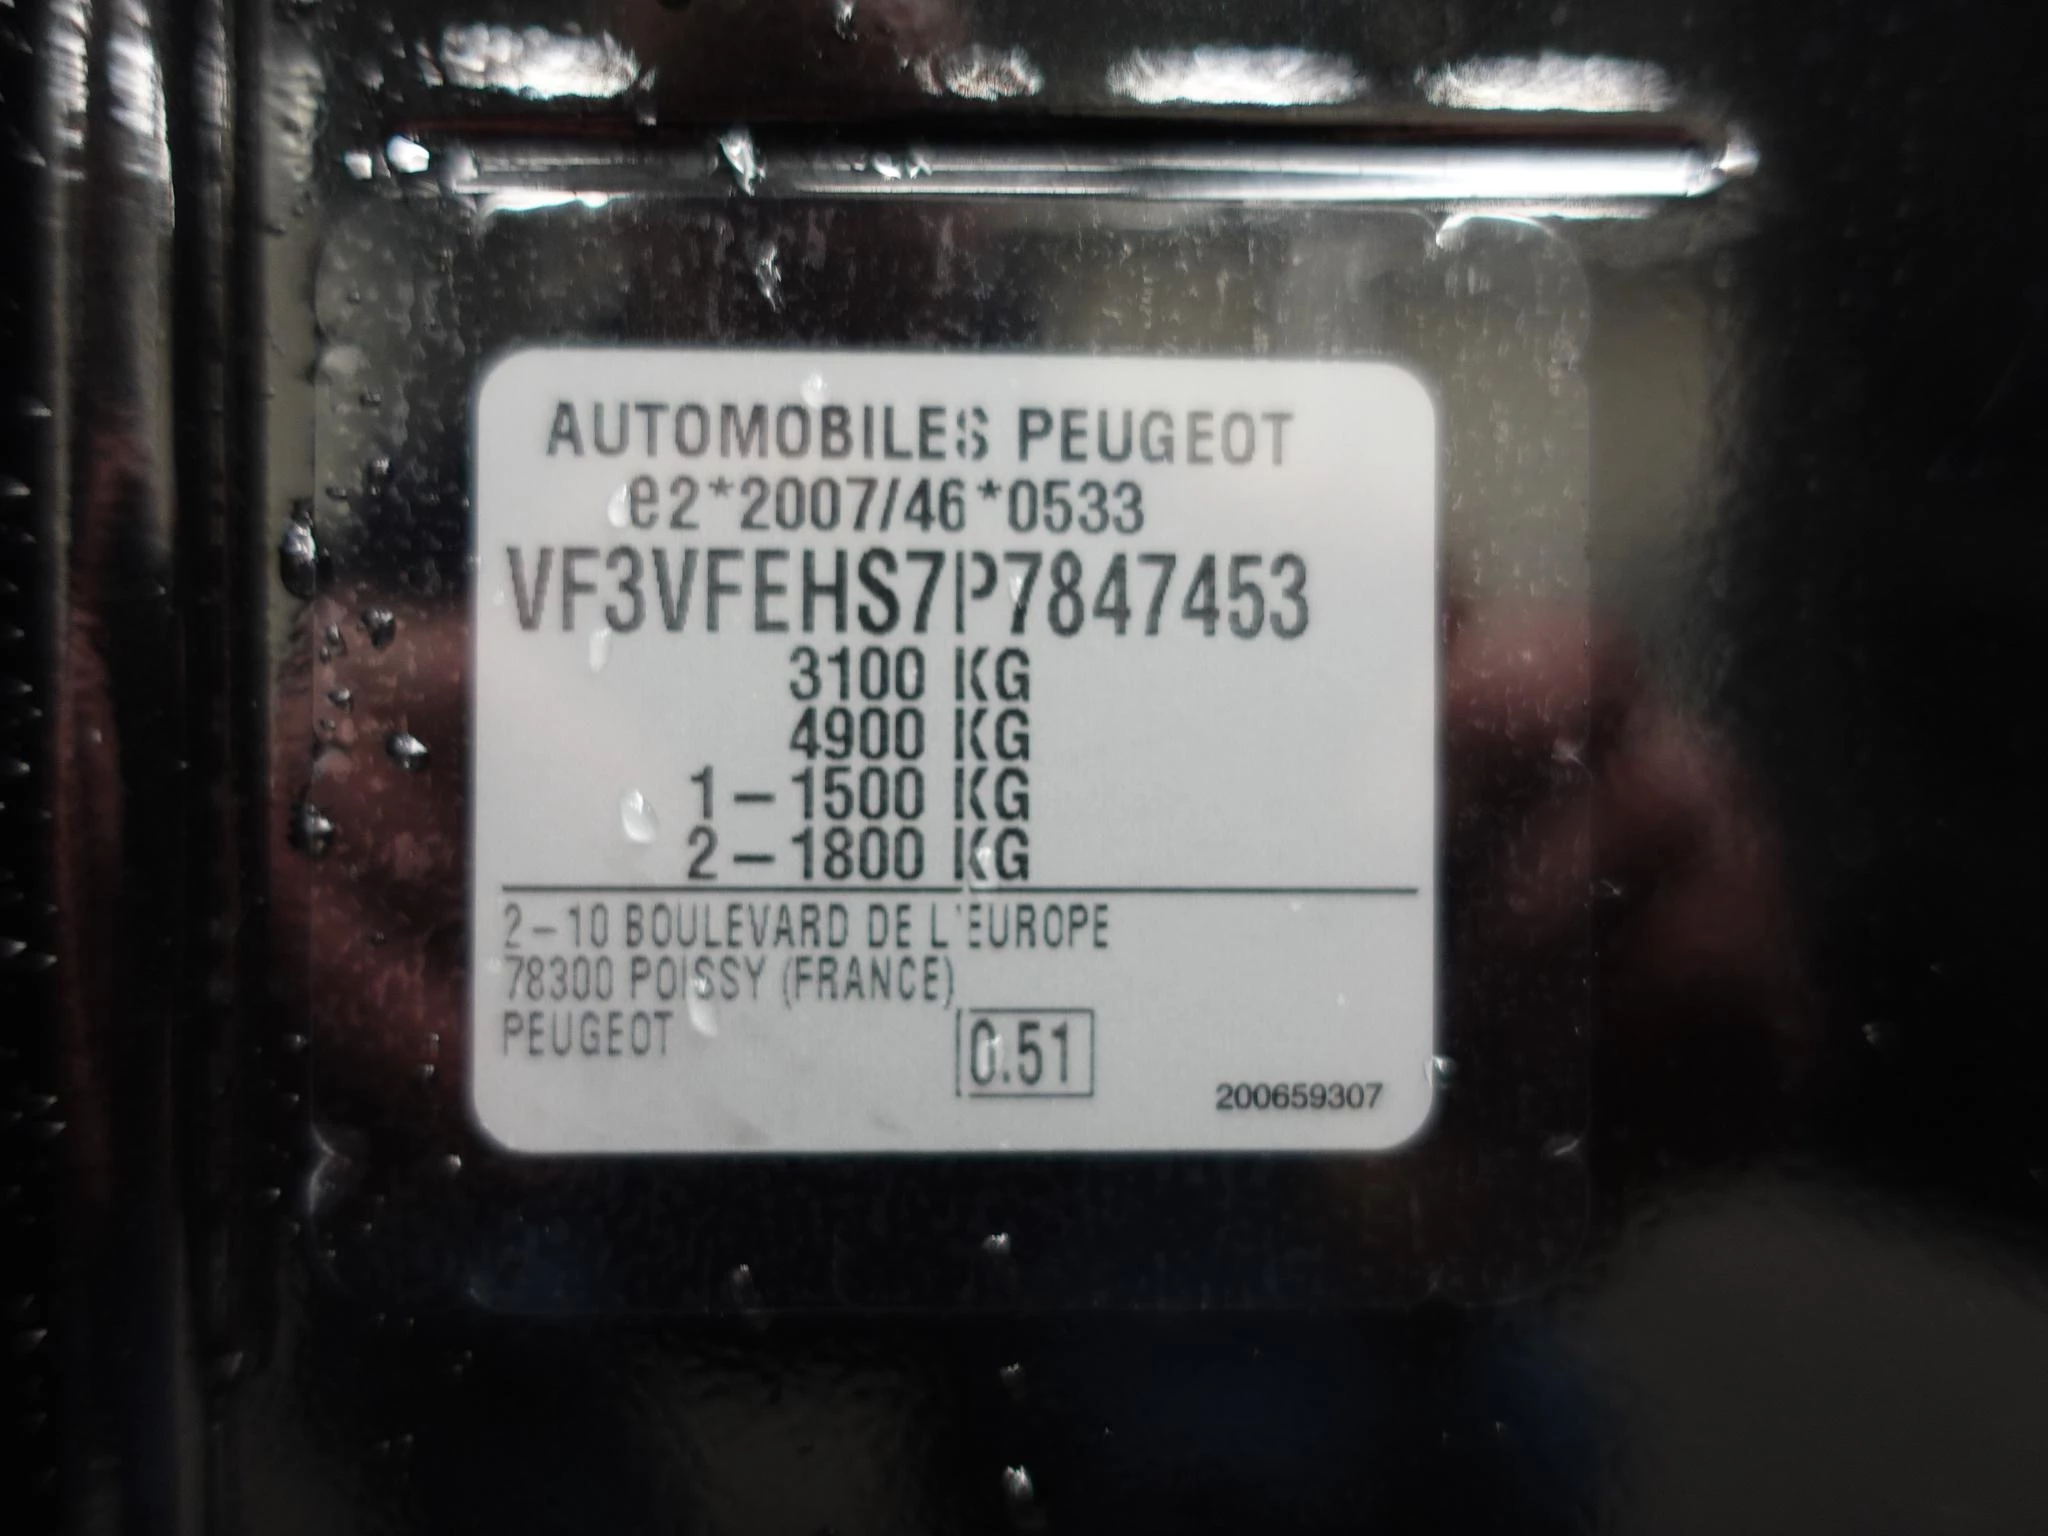 AUTOMOBILES PEUGEOT
e2*2007/46*0533
VF3VFEHS7P7847453
3100 KG
4900 KG
1-1500 KG
2-1800 KG
2-10 BOULEVARD DE L'EUROPE
78300 POISSY (FRANCE)
PEUGEOT
0.51
200659307